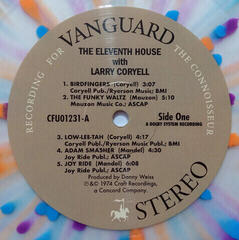 VANGUARD
RECORDING FOR THE CONNOISSEUR
THE ELEVENTH HOUSE
with
LARRY CORYELL
1. BIRDFINGERS (Coryell) 3:07
Coryell Pub./Ryerson Music; BMI
2. THE FUNKY WALTZ (Mouzon) 5:10
Mouzon Music Co.; ASCAP
CFU01231-A
Side One
A DOLBY SYSTEM RECORDING
3. LOW-LEE-TAH (Coryell) 4:17
Coryell Publ./Ryerson Music Publ.; BMI
4. ADAM SMASHER (Mandel) 4:30
Joy Ride Publ.; ASCAP
5. JOY RIDE (Mandel) 6:08
Joy Ride Publ.; ASCAP
Produced by Danny Weiss
℗&© 1974 Craft Recordings,
a Concord Company.
STEREO